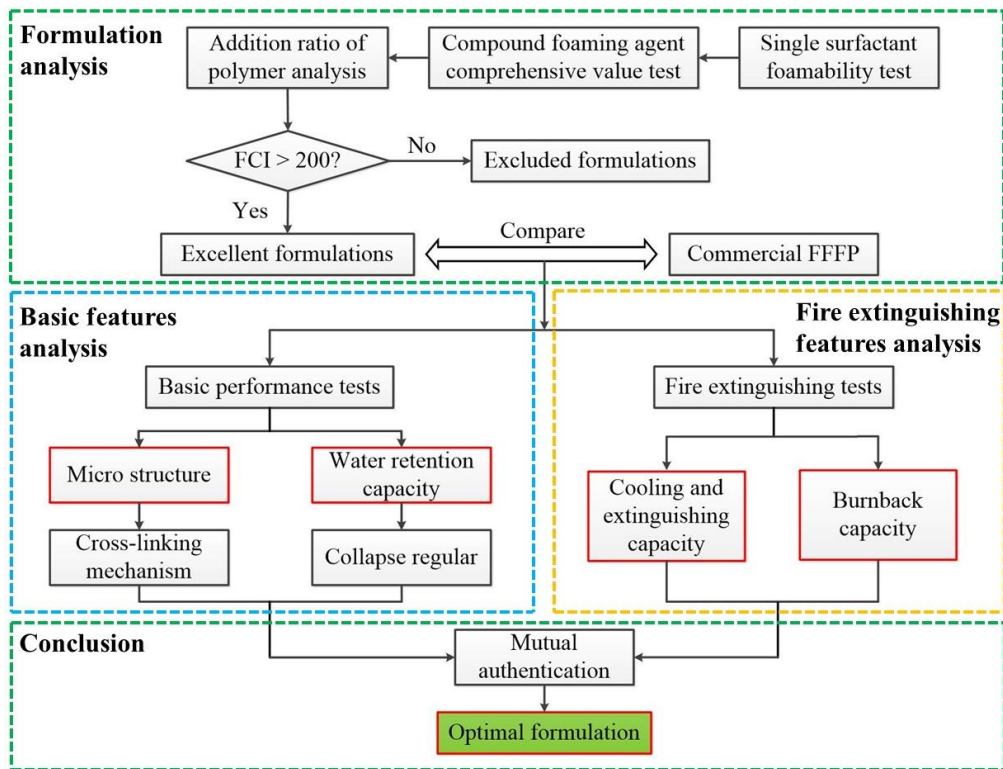 Formulation
analysis
Addition ratio of
polymer analysis
Compound foaming agent
comprehensive value test
Single surfactant
foamability test
FCI > 200?
No
Excluded formulations
Yes
Excellent formulations
Compare
Commercial FFFP
Basic features
analysis
Fire extinguishing
features analysis
Basic performance tests
Fire extinguishing tests
Micro structure
Water retention
capacity
Cooling and
extinguishing
capacity
Burnback
capacity
Cross-linking
mechanism
Collapse regular
Conclusion
Mutual
authentication
Optimal formulation